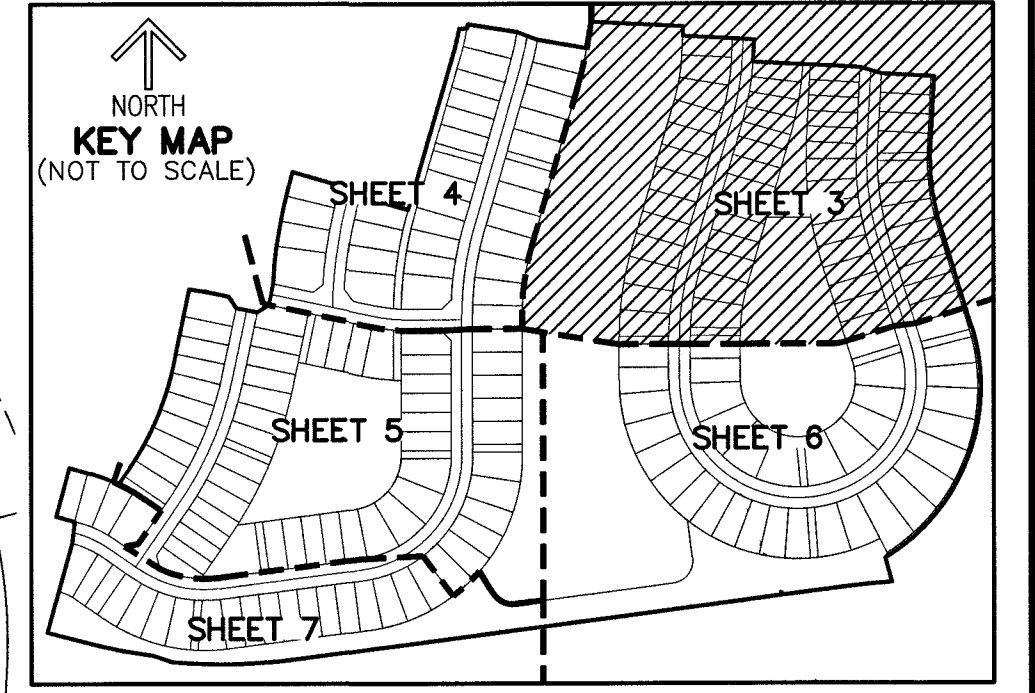 NORTH
KEY MAP
(NOT TO SCALE)
SHEET 4
SHEET 3
SHEET 5
SHEET 6
SHEET 7